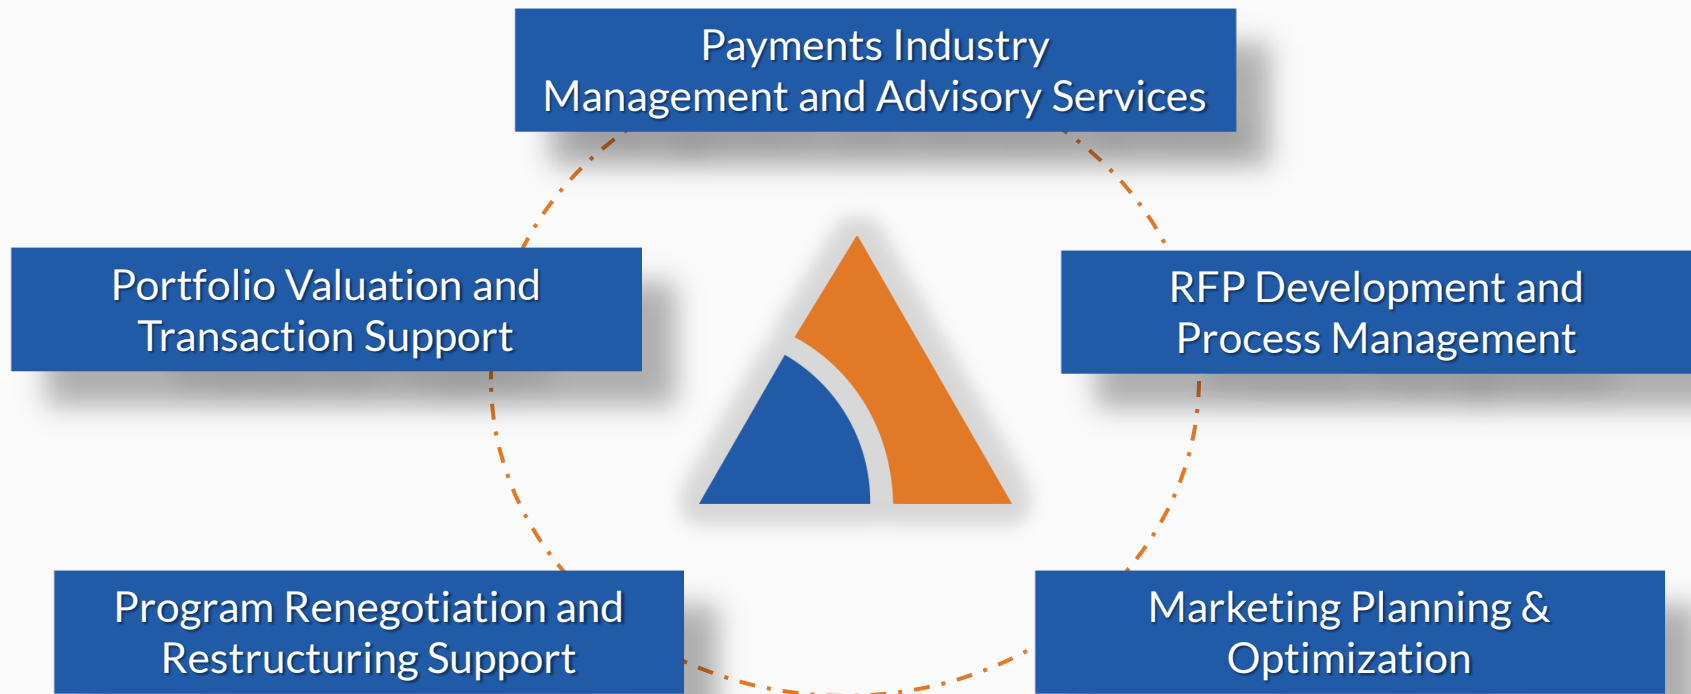 Payments Industry
Management and Advisory Services
Portfolio Valuation and
Transaction Support
RFP Development and
Process Management
Program Renegotiation and
Restructuring Support
Marketing Planning &
Optimization